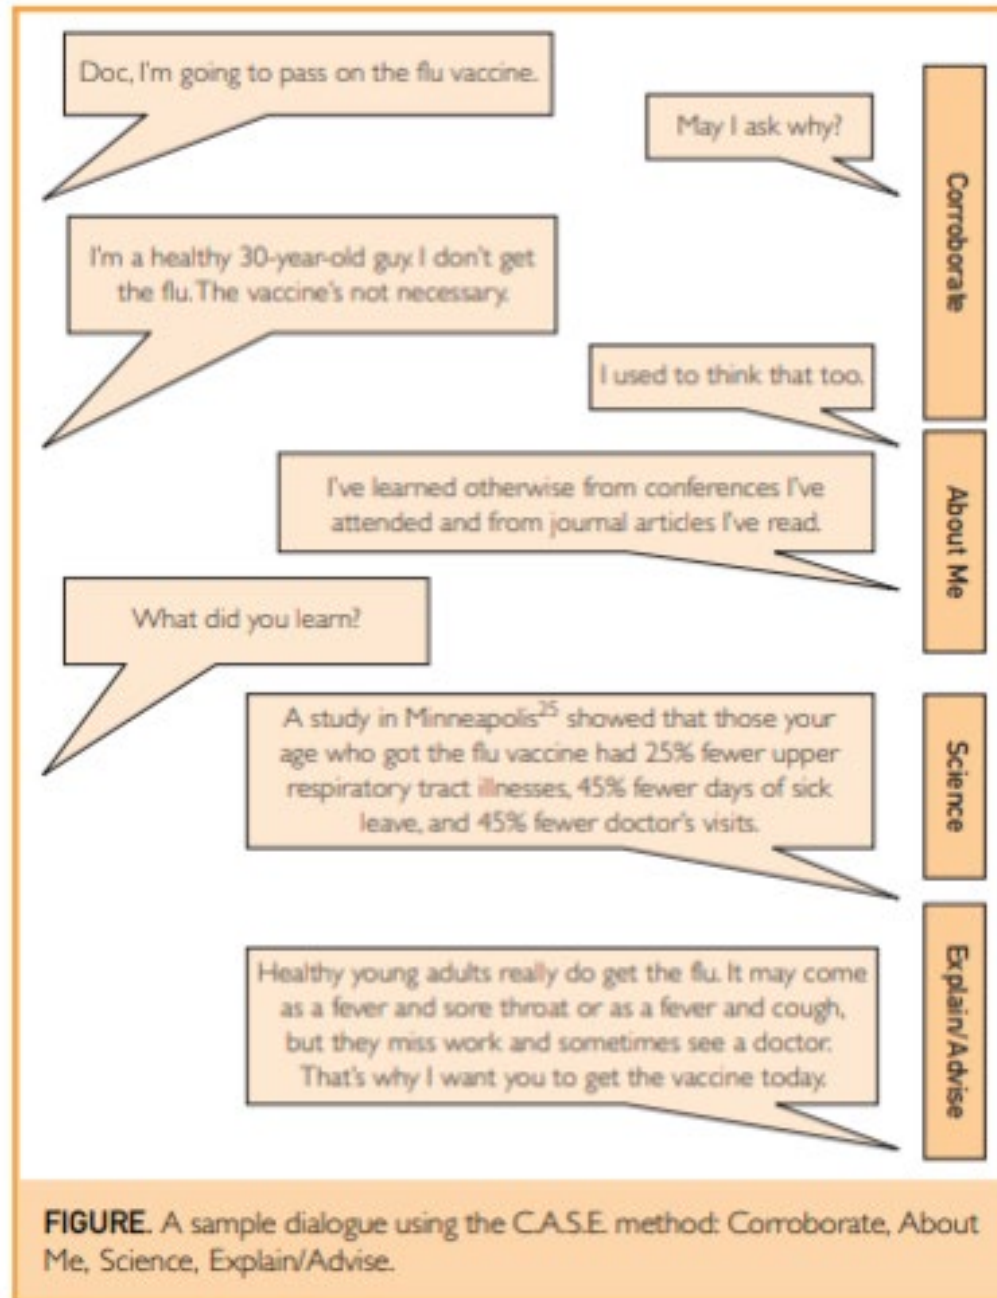 Doc, I'm going to pass on the flu vaccine.
May I ask why?
Corroborate
I'm a healthy 30-year-old guy. I don't get
the flu. The vaccine's not necessary.
I used to think that too.
I've learned otherwise from conferences I've
attended and from journal articles I've read.
About Me
What did you learn?
A study in Minneapolis25 showed that those your
age who got the flu vaccine had 25% fewer upper
respiratory tract illnesses, 45% fewer days of sick
leave, and 45% fewer doctor's visits.
Science
Healthy young adults really do get the flu. It may come
as a fever and sore throat or as a fever and cough,
but they miss work and sometimes see a doctor.
That's why I want you to get the vaccine today.
Explain/Advise
FIGURE. A sample dialogue using the C.A.S.E. method: Corroborate, About
Me, Science, Explain/Advise.